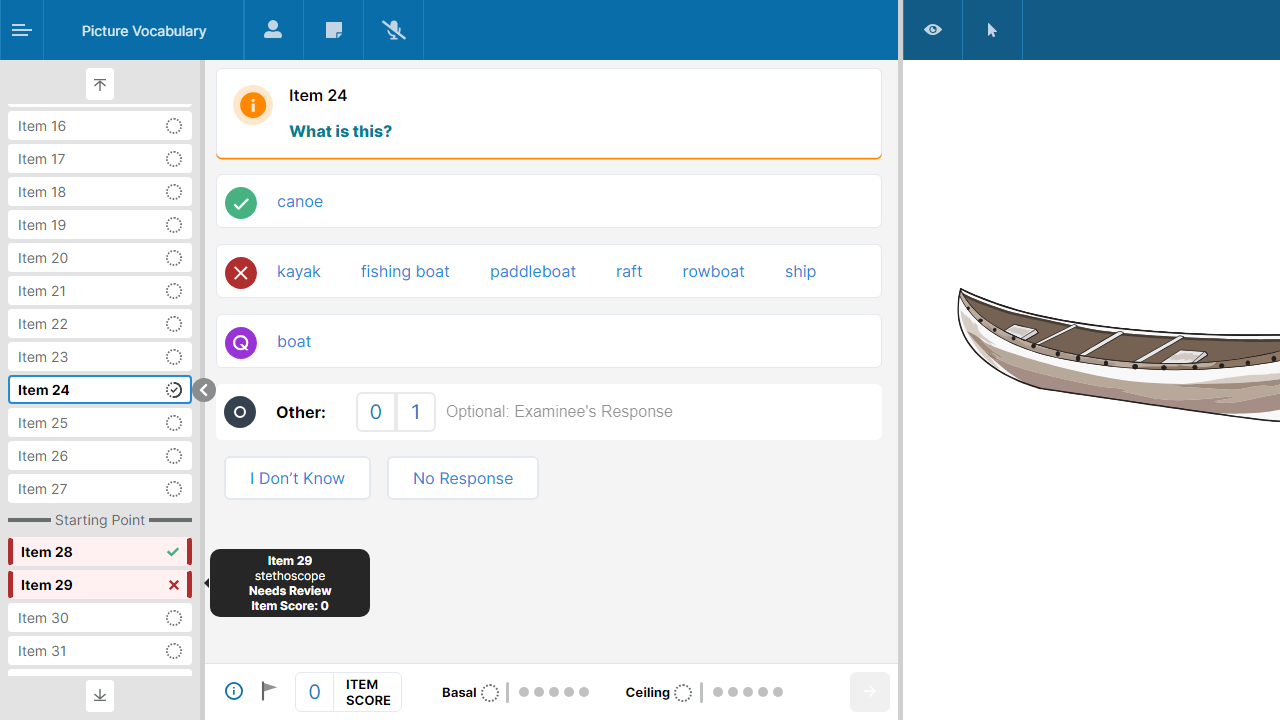 Picture Vocabulary
Item 16
Item 17
Item 18
Item 19
Item 20
Item 21
Item 22
Item 23
Item 24
Item 25
Item 26
Item 27
Starting Point
Item 28
Item 29
Item 30
Item 31
Item 24
What is this?
canoe
kayak fishing boat paddleboat raft rowboat ship
Q boat
O Other: 0 1 Optional: Examinee's Response
I Don’t Know No Response
Item 29
stethoscope
Needs Review
Item Score: 0
0 ITEM SCORE
Basal Ceiling